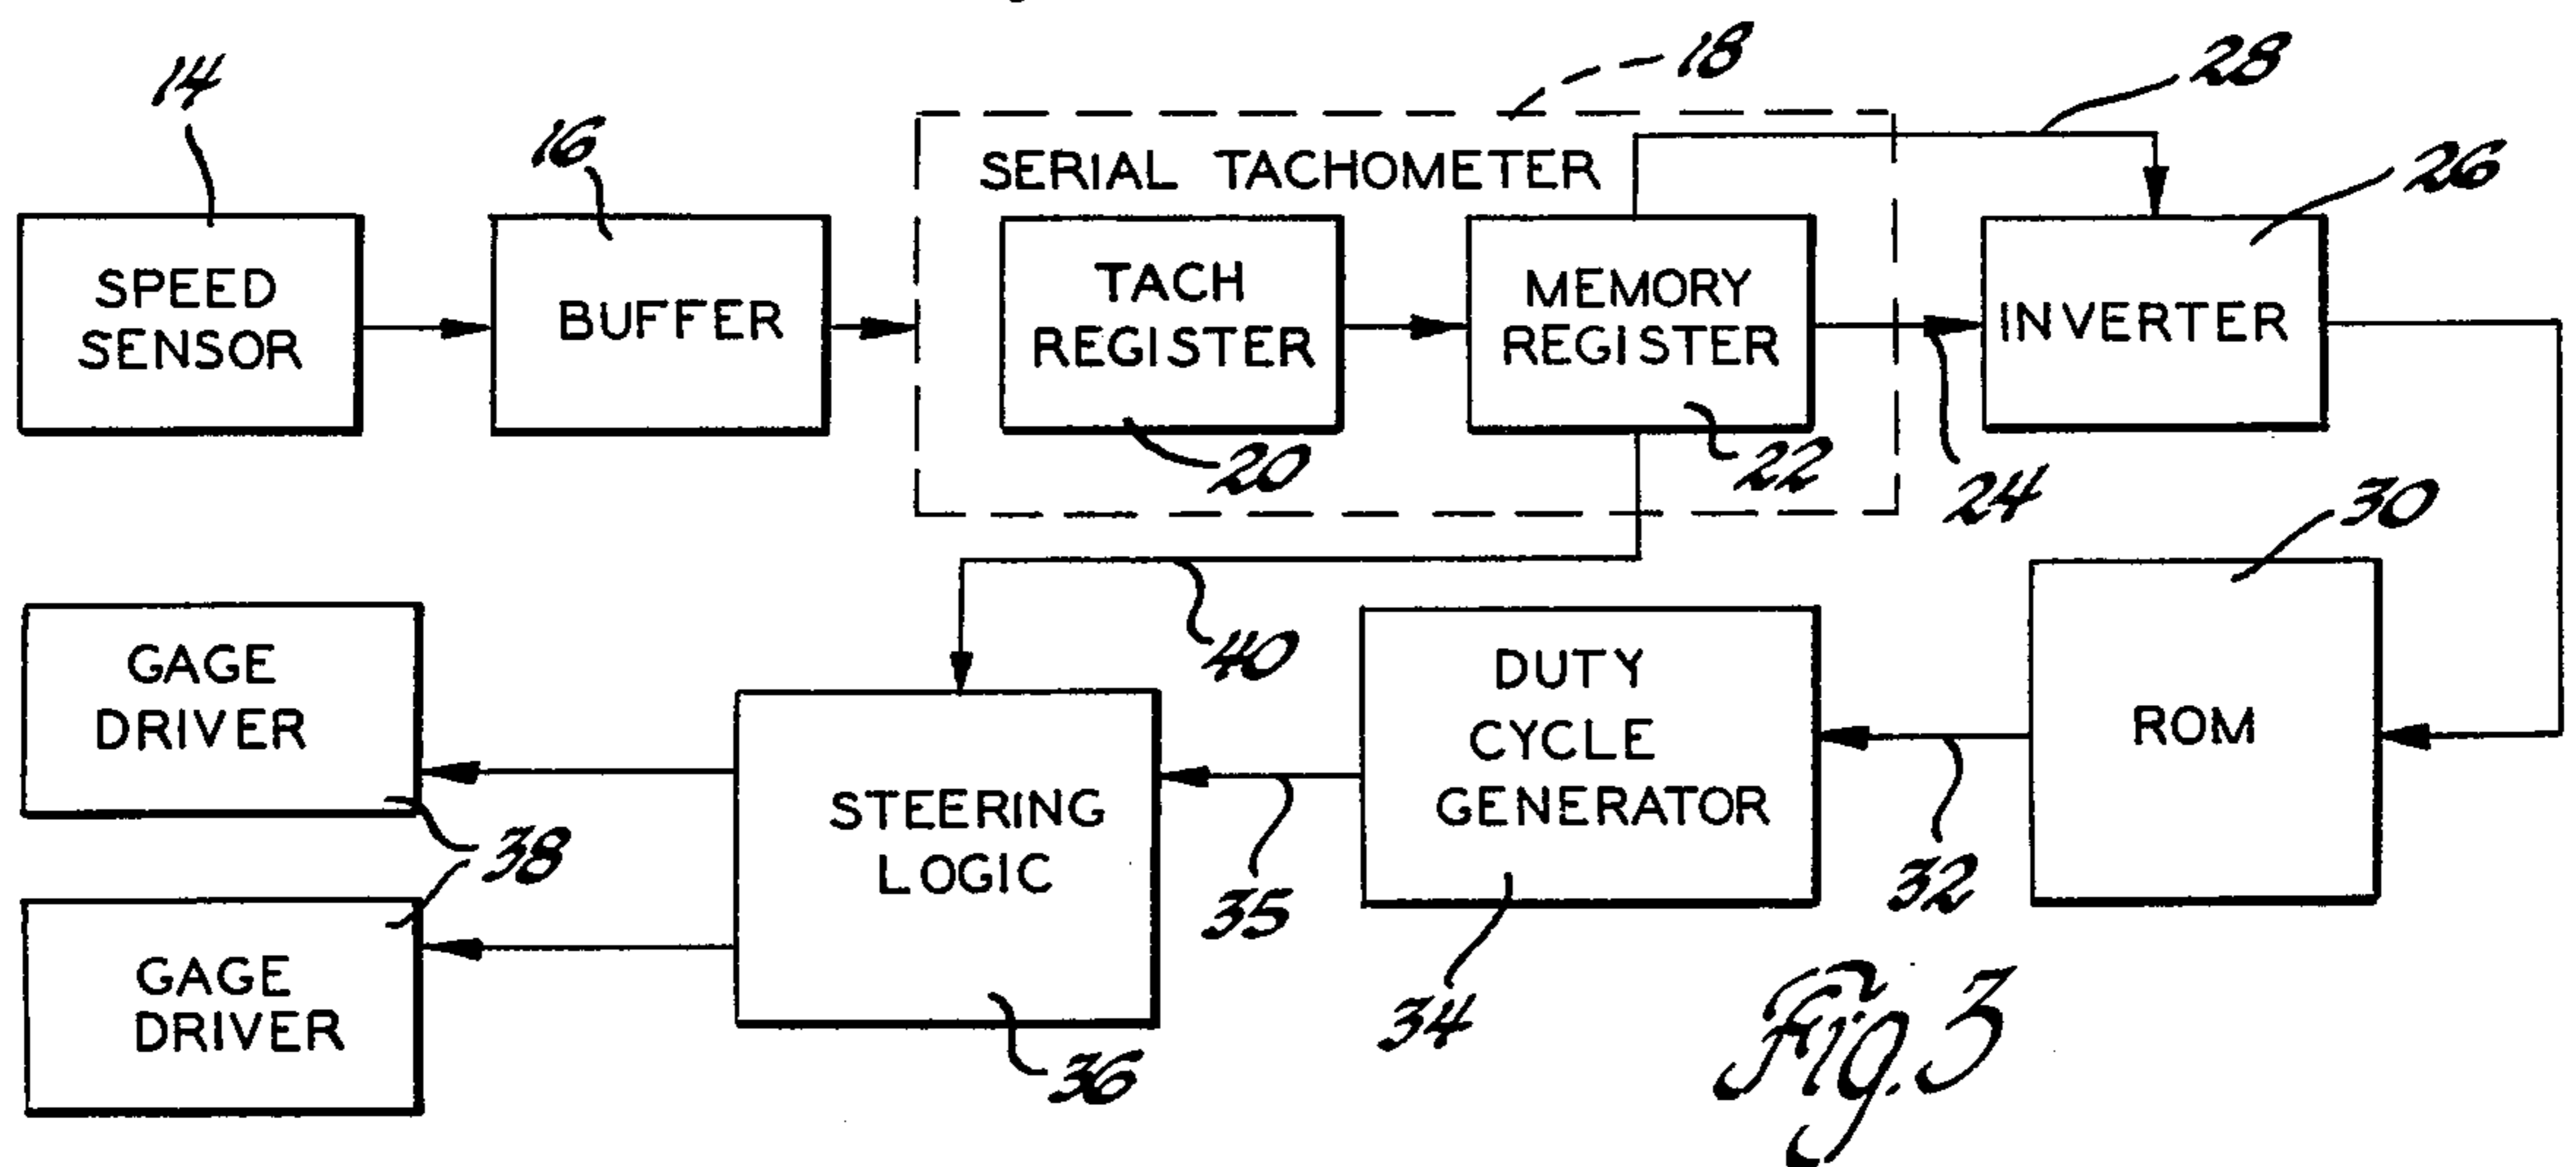 14
16
18
28
26
SERIAL TACHOMETER
SPEED
SENSOR
BUFFER
TACH
REGISTER
MEMORY
REGISTER
INVERTER
20
22
24
30
40
GAGE
DRIVER
STEERING
LOGIC
DUTY
CYCLE
GENERATOR
ROM
38
35
32
GAGE
DRIVER
36
34
Fig. 3